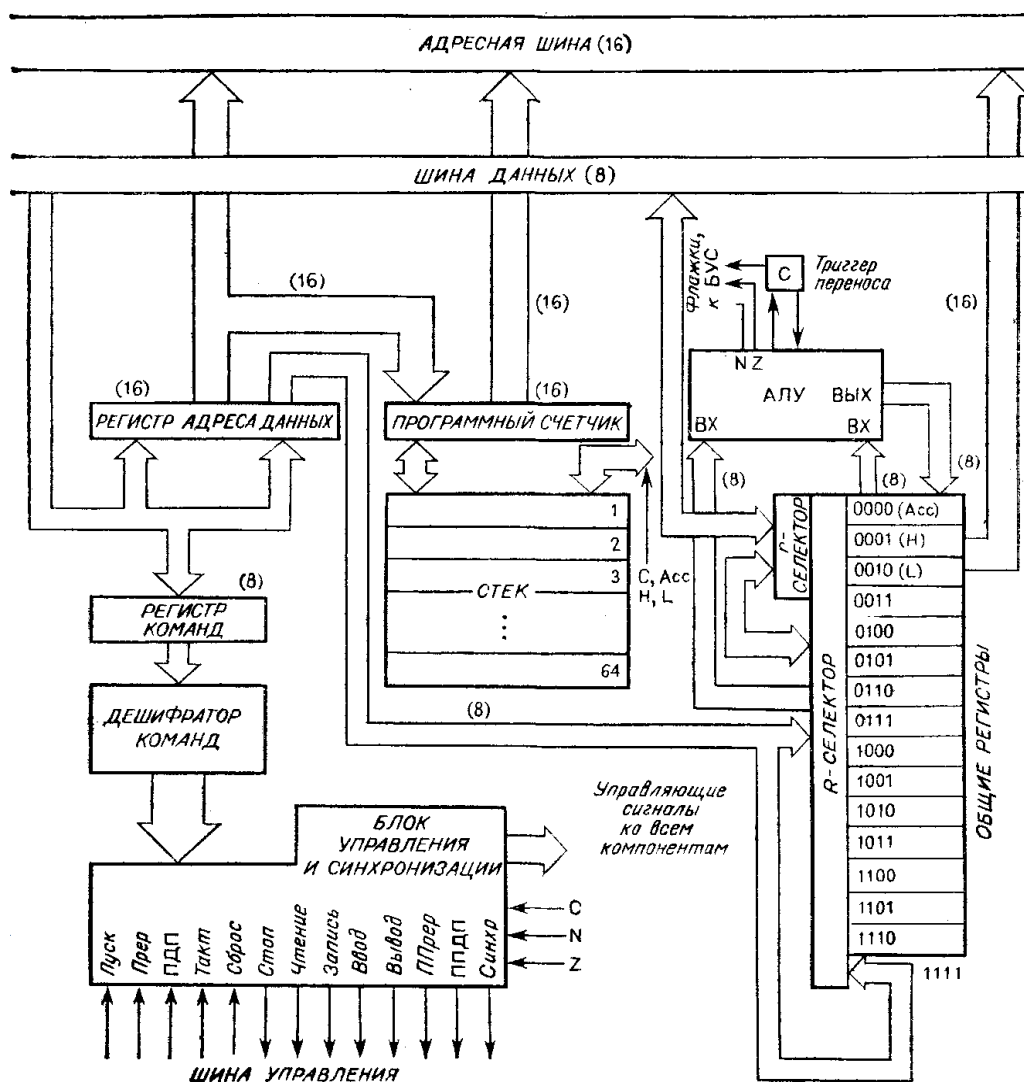 АДРЕСНАЯ ШИНА (16)
ШИНА ДАННЫХ (8)
(16)
(16)
(16)
Флажки,
к БУС
C
Триггер
переноса
N Z
АЛУ
ВЫХ
ВХ
ВХ
(16)
РЕГИСТР АДРЕСА ДАННЫХ
(16)
ПРОГРАММНЫЙ СЧЕТЧИК
(8)
(8)
(8)
1
2
3
СТЕК
⋮
64
C, Acc
H, L
r-
СЕЛЕКТОР
R-СЕЛЕКТОР
0000 (Acc)
0001 (H)
0010 (L)
0011
0100
0101
0110
0111
1000
1001
1010
1011
1100
1101
1110
1111
ОБЩИЕ РЕГИСТРЫ
(8)
РЕГИСТР
КОМАНД
ДЕШИФРАТОР
КОМАНД
(8)
БЛОК
УПРАВЛЕНИЯ
И СИНХРОНИЗАЦИИ
Управляющие
сигналы
ко всем
компонентам
C
N
Z
Пуск
Прер
ПДП
Такт
Сброс
Стоп
Чтение
Запись
Ввод
Вывод
ППрер
ППДП
Синхр
ШИНА УПРАВЛЕНИЯ